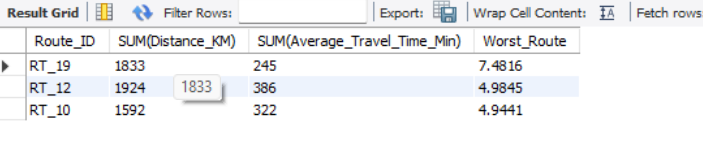 Result Grid Filter Rows: Export: Wrap Cell Content: IA Fetch rows
Route_ID SUM(Distance_KM) SUM(Average_Travel_Time_Min) Worst_Route
RT_19 1833 245 7.4816
RT_12 1924 1833 386 4.9845
RT_10 1592 322 4.9441